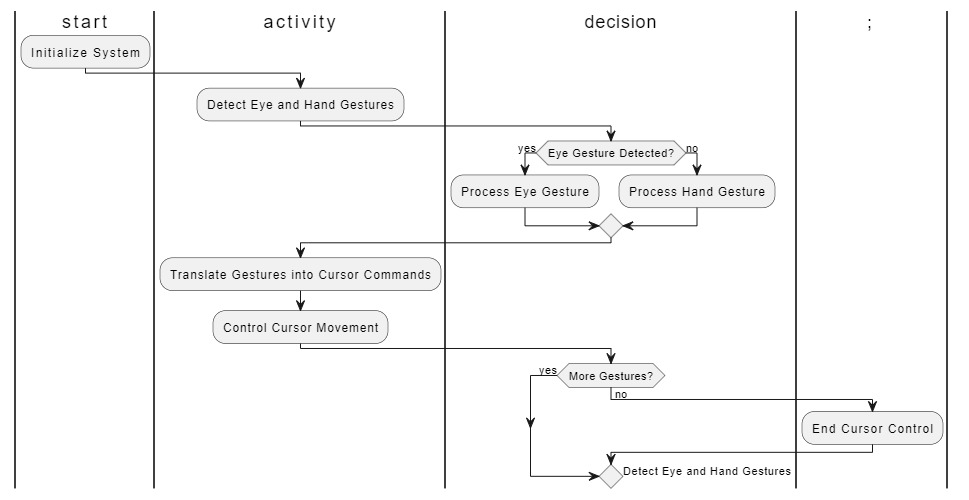 start
activity
decision
;
Initialize System
Detect Eye and Hand Gestures
yes
Eye Gesture Detected?
no
Process Eye Gesture
Process Hand Gesture
Translate Gestures into Cursor Commands
Control Cursor Movement
yes
More Gestures?
no
End Cursor Control
Detect Eye and Hand Gestures